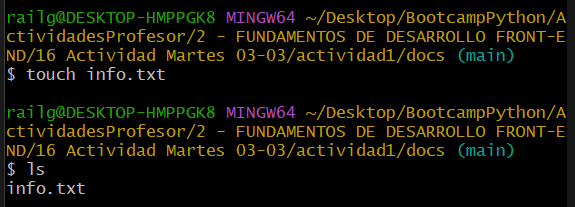 railg@DESKTOP-HMPPGK8 MINGW64 ~/Desktop/BootcampPython/A
ctividadesProfesor/2 - FUNDAMENTOS DE DESARROLLO FRONT-E
ND/16 Actividad Martes 03-03/actividad1/docs (main)
$ touch info.txt
railg@DESKTOP-HMPPGK8 MINGW64 ~/Desktop/BootcampPython/A
ctividadesProfesor/2 - FUNDAMENTOS DE DESARROLLO FRONT-E
ND/16 Actividad Martes 03-03/actividad1/docs (main)
$ ls
info.txt